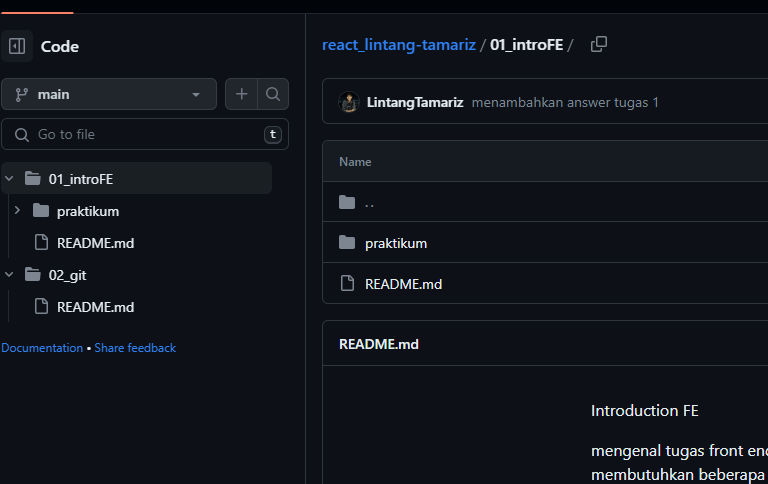 Code
main
Go to file
t
01_introFE
praktikum
README.md
02_git
README.md
Documentation • Share feedback
react_lintang-tamariz / 01_introFE /
LintangTamariz menambahkan answer tugas 1
Name
..
praktikum
README.md
README.md
Introduction FE
mengenal tugas front end
membutuhkan beberapa